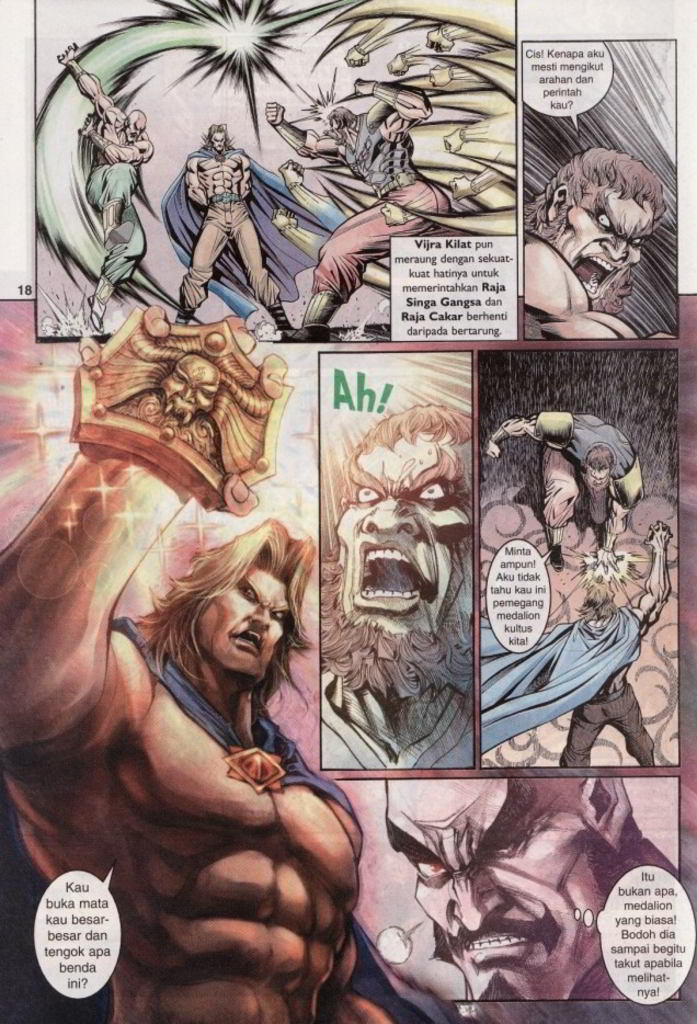 Vijra Kilat pun
meraung dengan sekuat-
kuat hatinya untuk
memerintahkan Raja
Singa Gangsa dan
Raja Cakar berhenti
daripada bertarung.
Cis! Kenapa aku
mesti mengikut
arahan dan
perintah
kau?
18
Kau
buka mata
kau besar-
besar dan
tengok apa
benda
ini?
Ah!
Minta
ampun!
Aku tidak
tahu kau ini
pemegang
medalion
kultus
kita!
Itu
bukan apa,
medalion
yang biasa!
Bodoh dia
sampai begitu
takut apabila
melihat-
nya!